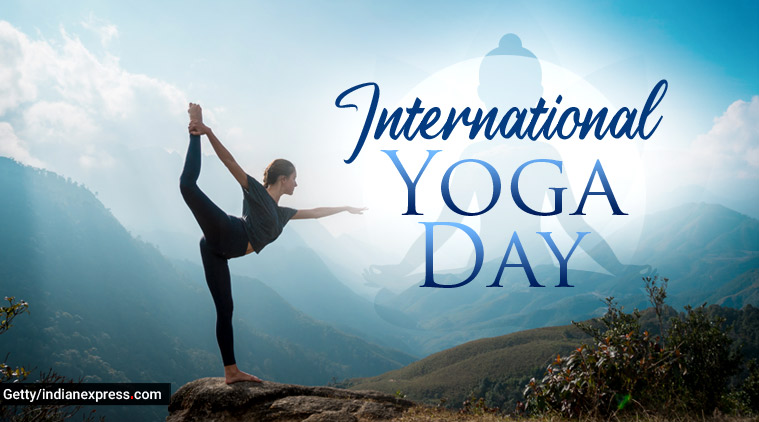 International
YOGA
DAY
Getty/indianexpress.com